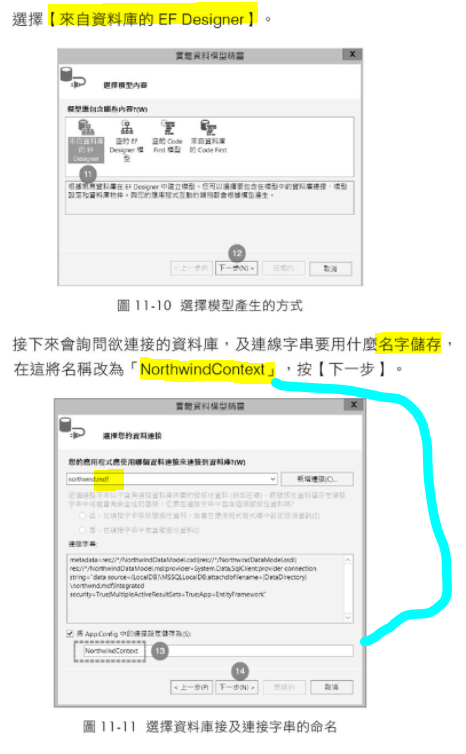 選擇【來自資料庫的 EF Designer】。
實體資料模型精靈
x
選擇模型內容
模型應包含哪些內容?(W)
來自資料庫 空的 EF 空的 Code 來自資料庫
的 EF Designer 模 First 模型 的 Code First
Designer 型
11
根據現有資料庫在 EF Designer 中建立模型。您可以選擇要包含在模型中的資料庫連接、模型
設定和資料庫物件。與您的應用程式互動的類別都會根據模型產生。
12
< 上一步(P) 下一步(N) > 完成(F) 取消
圖 11-10 選擇模型產生的方式
接下來會詢問欲連接的資料庫，及連線字串要用什麼名字儲存，
在這將名稱改為「NorthwindContext」，按【下一步】。
實體資料模型精靈
x
選擇您的資料連接
您的應用程式應使用哪個資料連接來連接到資料庫?(W)
northwind.mdf 新增連接(C)...
連接字串:
metadata=res://*/NorthwindDataModel.csdl|res://*/NorthwindDataModel.ssdl|
res://*/NorthwindDataModel.msl;provider=System.Data.SqlClient;provider connection
string="data source=(LocalDB)\MSSQLLocalDB;attachdbfilename=|DataDirectory|
\northwind.mdf;integrated
security=True;MultipleActiveResultSets=True;App=EntityFramework"
將 App.Config 中的連接設定儲存為(S):
NorthwindContext 13
14
< 上一步(P) 下一步(N) > 完成(F) 取消
圖 11-11 選擇資料庫接及連接字串的命名